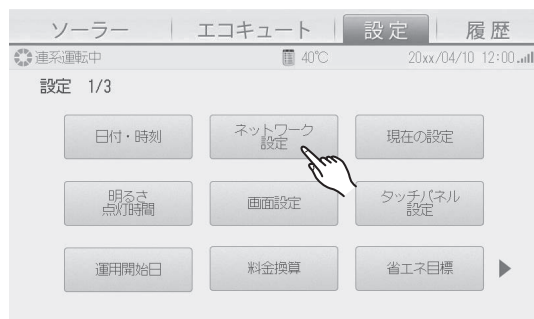 ソーラー エコキュート 設定 履歴
連系運転中 40℃ 20xx/04/10 12:00
設定 1/3
日付・時刻 ネットワーク 現在の設定
設定
明るさ 画面設定 タッチパネル
点灯時間 設定
運用開始日 料金換算 省エネ目標